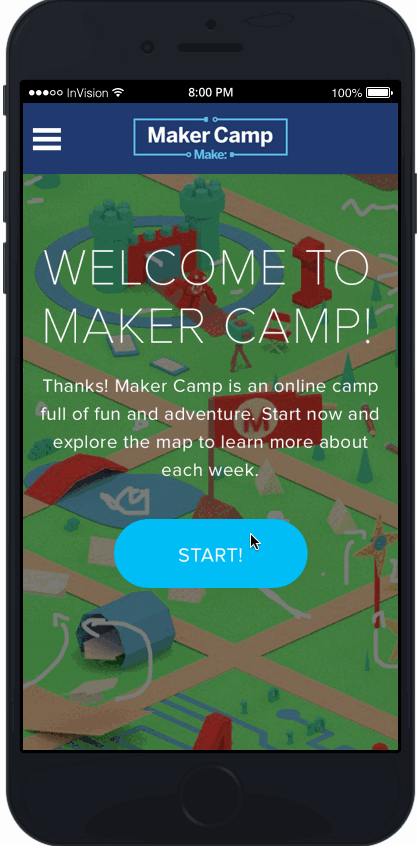 ●●●○○ InVision 8:00 PM 100%
Maker Camp
Make:
WELCOME TO
MAKER CAMP!
Thanks! Maker Camp is an online camp
full of fun and adventure. Start now and
explore the map to learn more about
each week.
M
START!